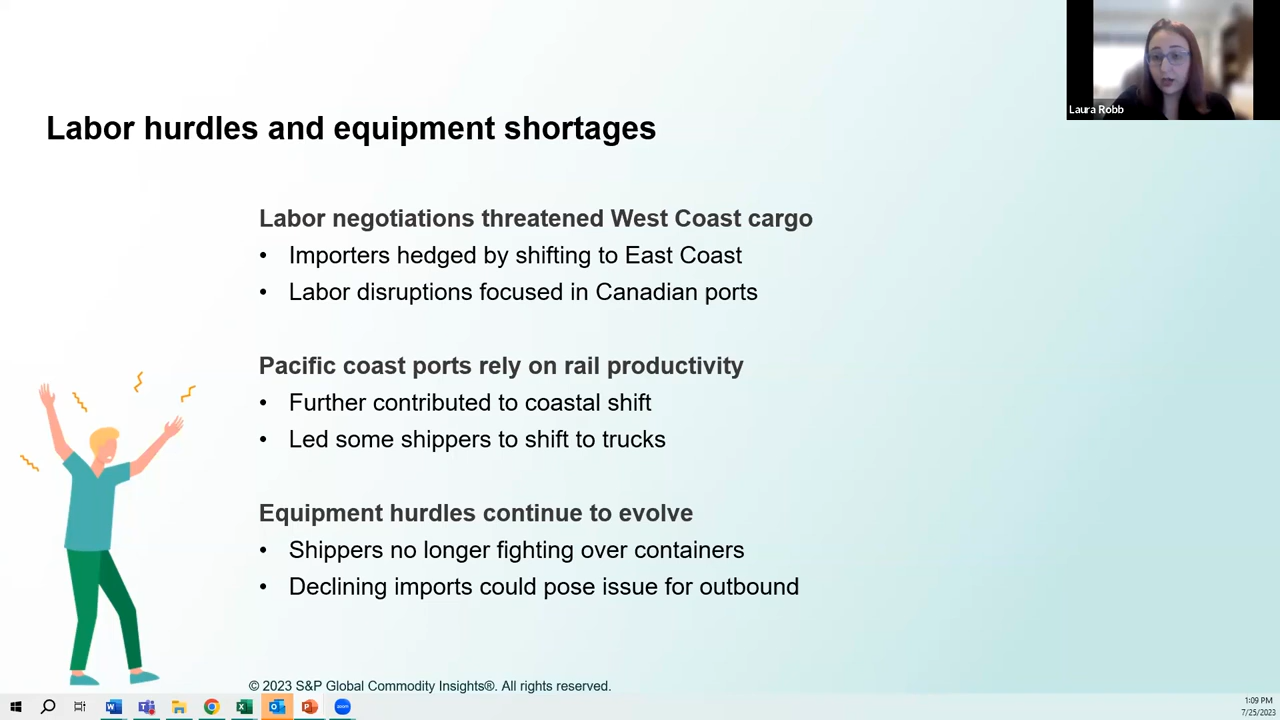 Laura Robb
Labor hurdles and equipment shortages
Labor negotiations threatened West Coast cargo
• Importers hedged by shifting to East Coast
• Labor disruptions focused in Canadian ports
Pacific coast ports rely on rail productivity
• Further contributed to coastal shift
• Led some shippers to shift to trucks
Equipment hurdles continue to evolve
• Shippers no longer fighting over containers
• Declining imports could pose issue for outbound
© 2023 S&P Global Commodity Insights®. All rights reserved.
1:09 PM
7/25/2023